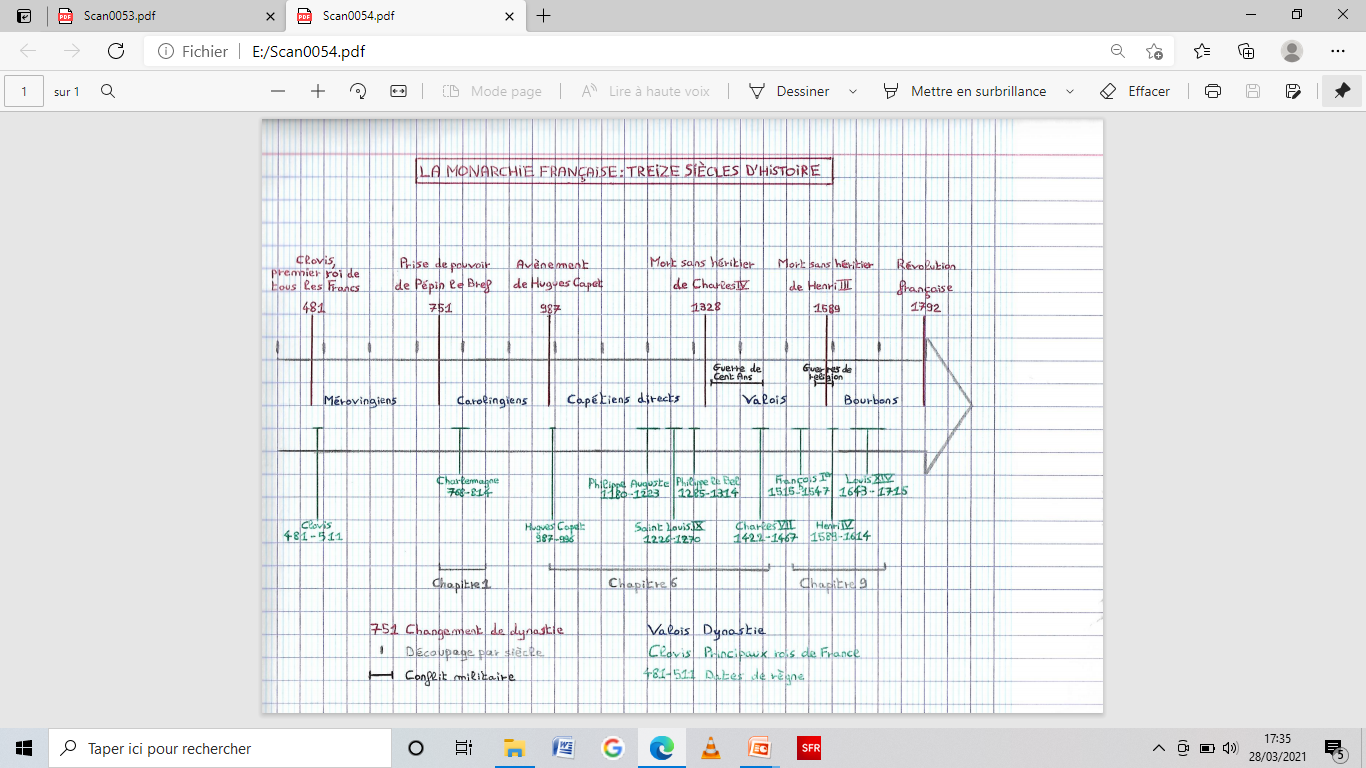 Scan0053.pdf
Scan0054.pdf
Fichier
E:/Scan0054.pdf
1
sur 1
Mode page
Lire à haute voix
Dessiner
Mettre en surbrillance
Effacer
LA MONARCHIE FRANÇAISE: TREIZE SIÈCLES D'HISTOIRE
Clovis,
premier roi de
tous les Francs
481
Prise de pouvoir
de Pépin le Bref
751
Avènement
de Hugues Capet
987
Mort sans héritier
de Charles IV
1328
Mort sans héritier
de Henri III
1589
Révolution
française
1792
Guerre de
Cent Ans
Guerres de
religion
Mérovingiens
Carolingiens
Capétiens directs
Valois
Bourbons
Charlemagne
768-814
Philippe Auguste
1180-1223
Philippe le Bel
1285-1314
François Ier
1515-1547
Louis XIV
1643-1715
Clovis
481-511
Hugues Capet
987-996
Saint Louis IX
1226-1270
Charles VII
1422-1467
Henri IV
1589-1614
Chapitre 1
Chapitre 6
Chapitre 9
751 Changement de dynastie
Découpage par siècle
Conflit militaire
Valois Dynastie
Clovis Principaux rois de France
481-511 Dates de règne
Taper ici pour rechercher
SFR
17:35
28/03/2021
5